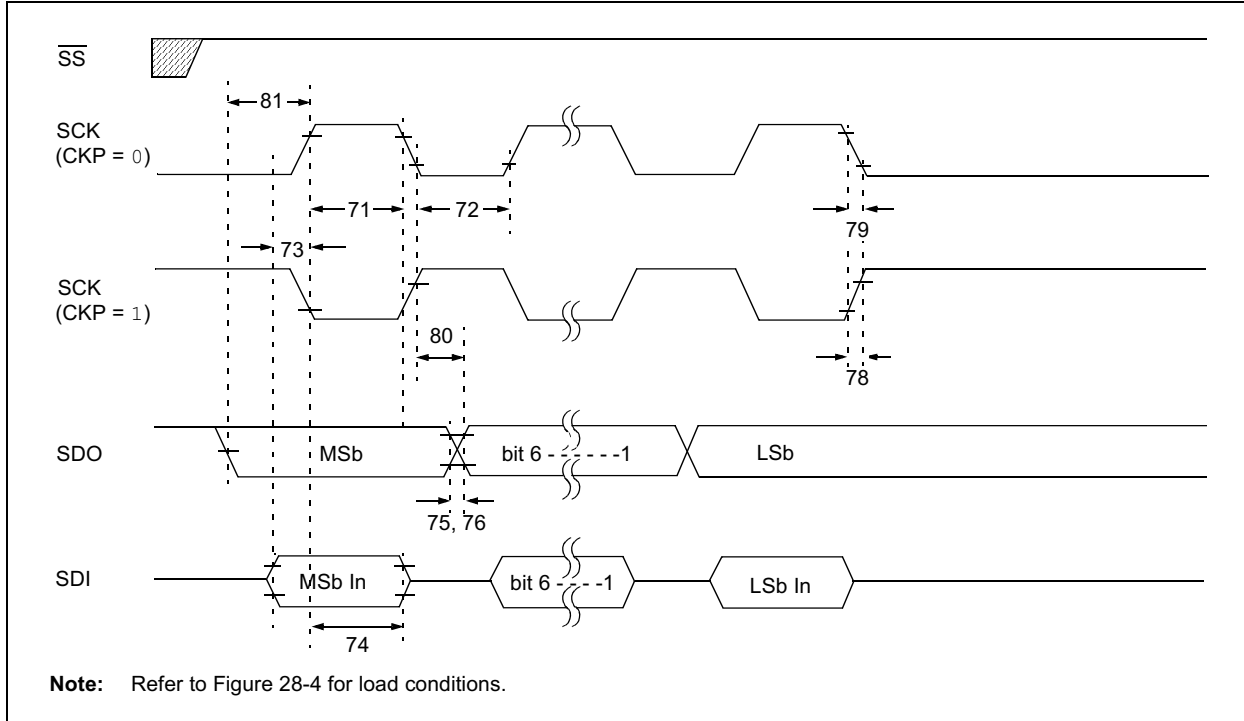 SS
81
SCK
(CKP = 0)
71
72
79
73
SCK
(CKP = 1)
80
78
SDO
MSb
bit 6 - - - - - -1
LSb
75, 76
SDI
MSb In
bit 6 - - - - -1
LSb In
74
Note: Refer to Figure 28-4 for load conditions.